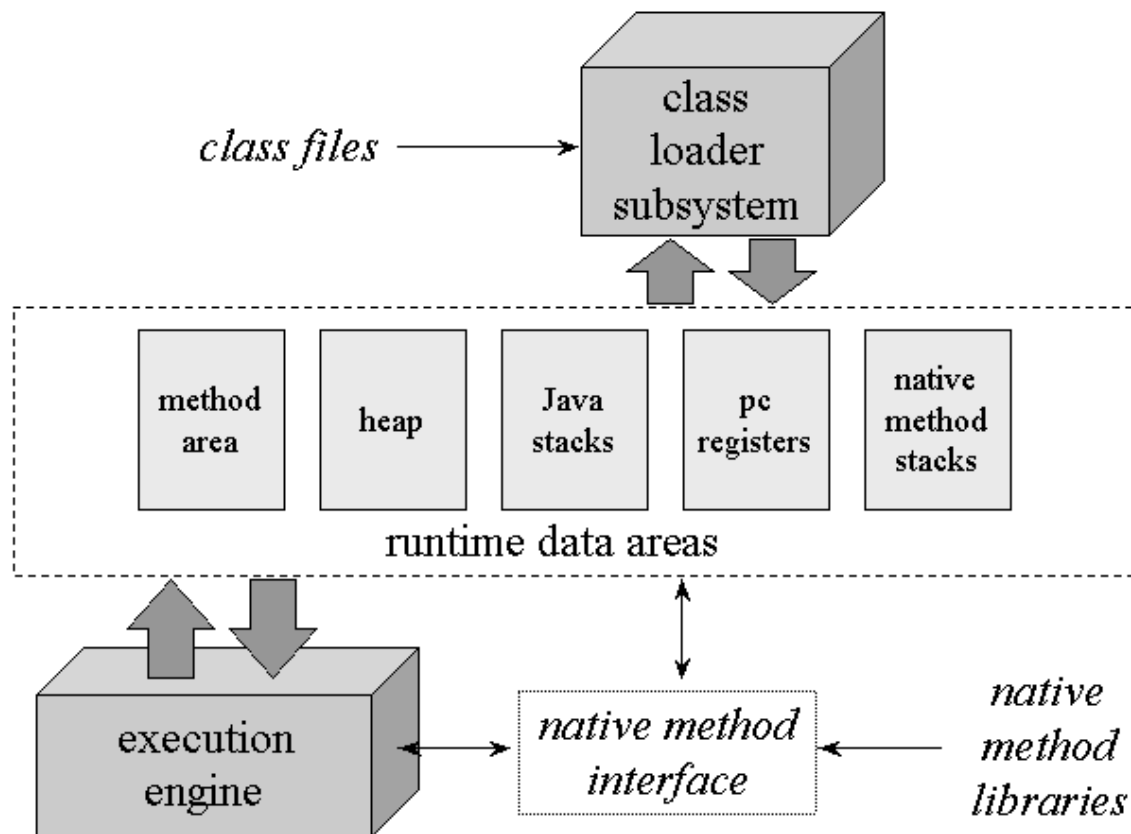 class
loader
subsystem
class files
method
area
heap
Java
stacks
pc
registers
native
method
stacks
runtime data areas
execution
engine
native method
interface
native
method
libraries